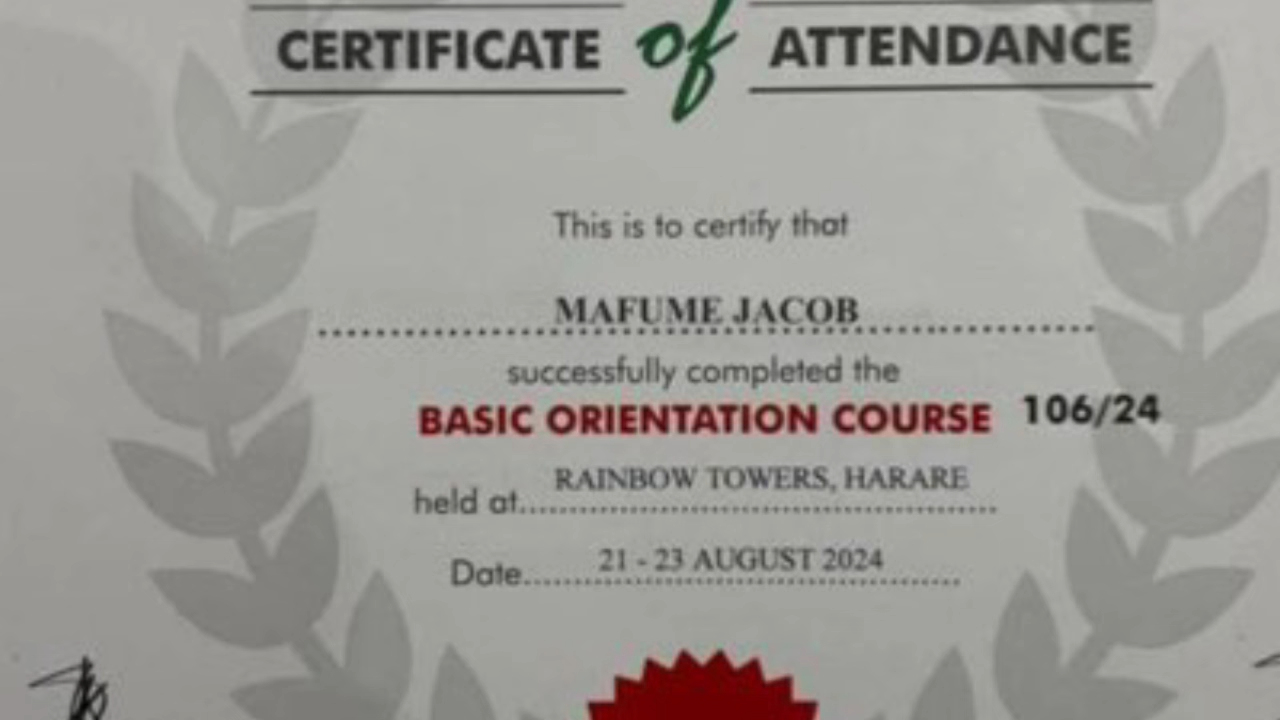 CERTIFICATE of ATTENDANCE
This is to certify that
MAFUME JACOB
successfully completed the
BASIC ORIENTATION COURSE 106/24
held at RAINBOW TOWERS, HARARE
Date 21 - 23 AUGUST 2024